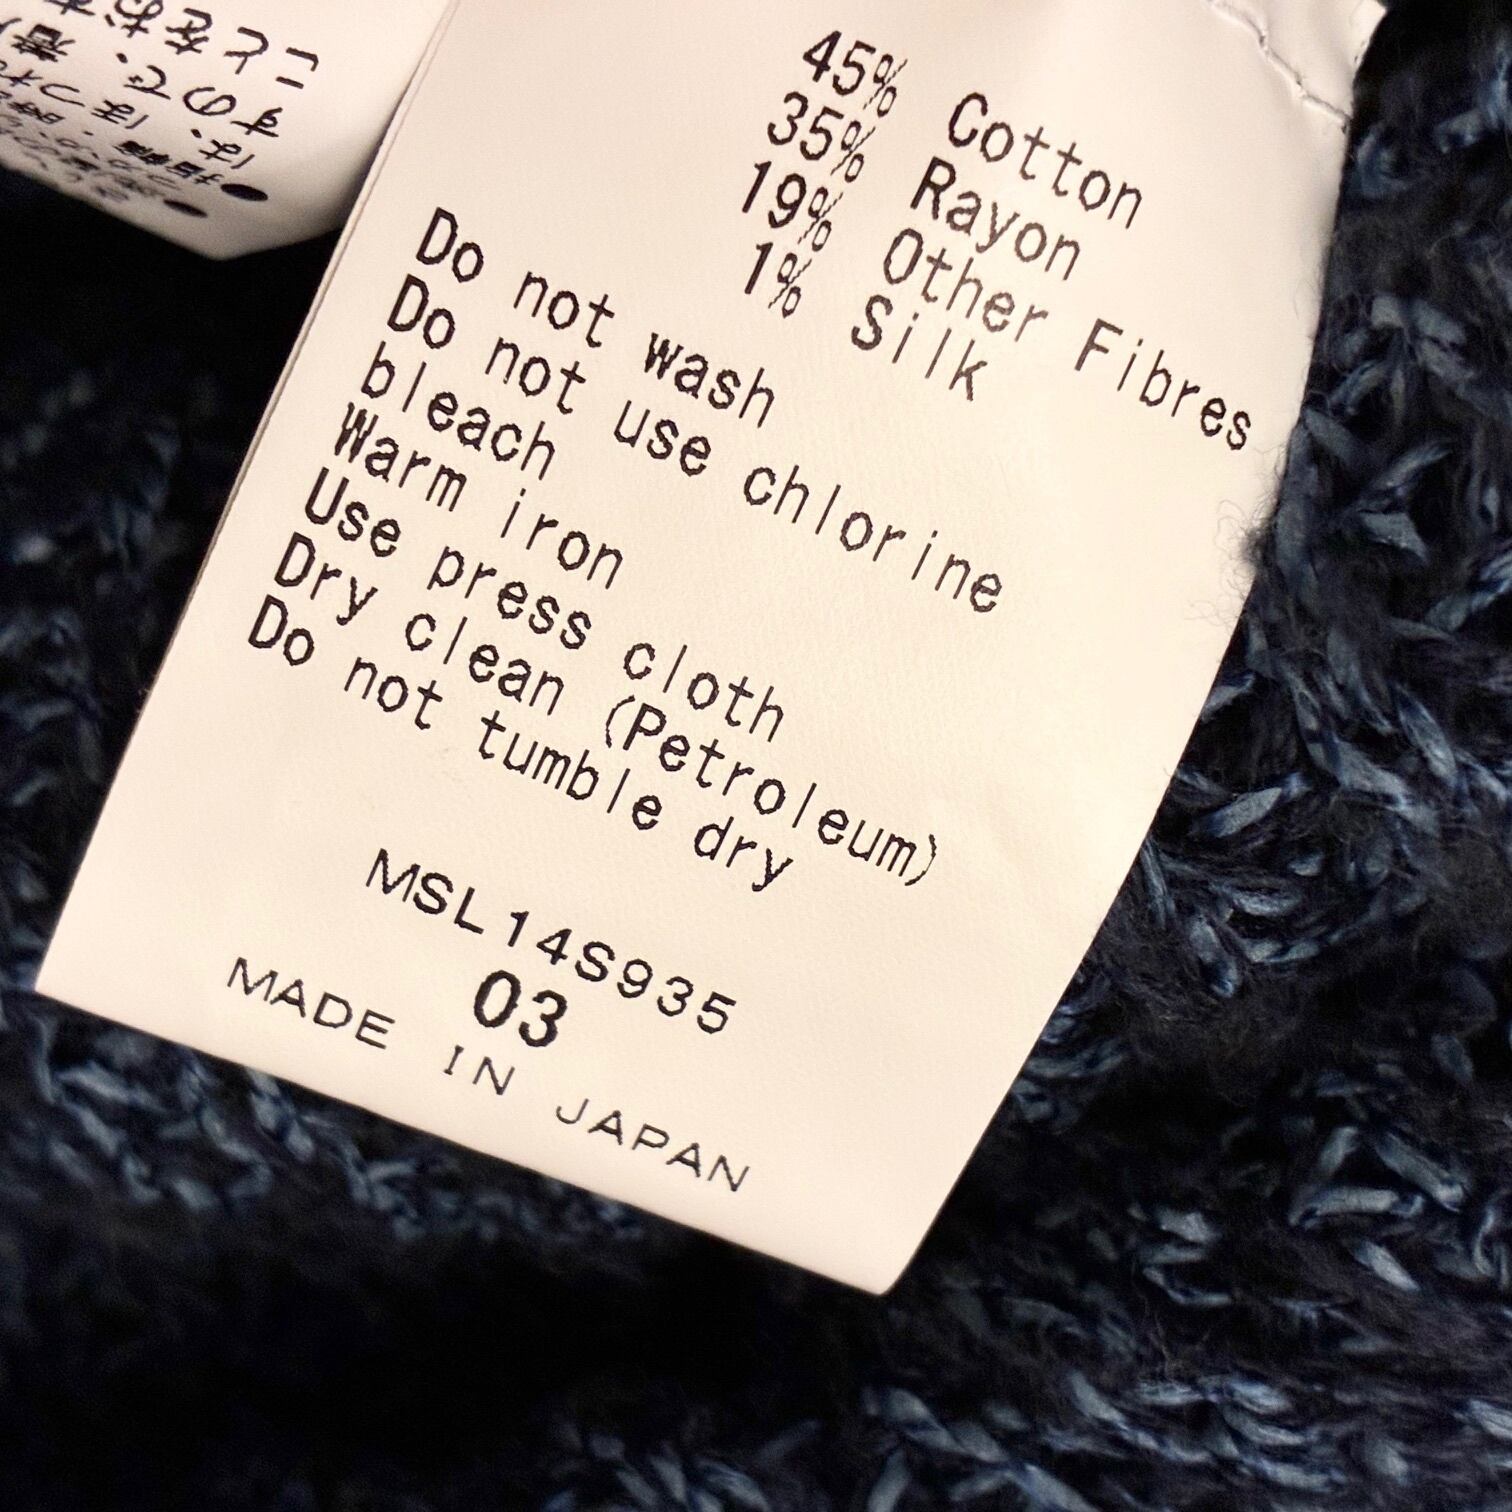 45% Cotton
35% Rayon
19% Other Fibres
1% Silk
Do not wash
Do not use chlorine
bleach
Warm iron
Use press cloth
Dry clean (Petroleum)
Do not tumble dry
MSL14S935
03
MADE IN JAPAN